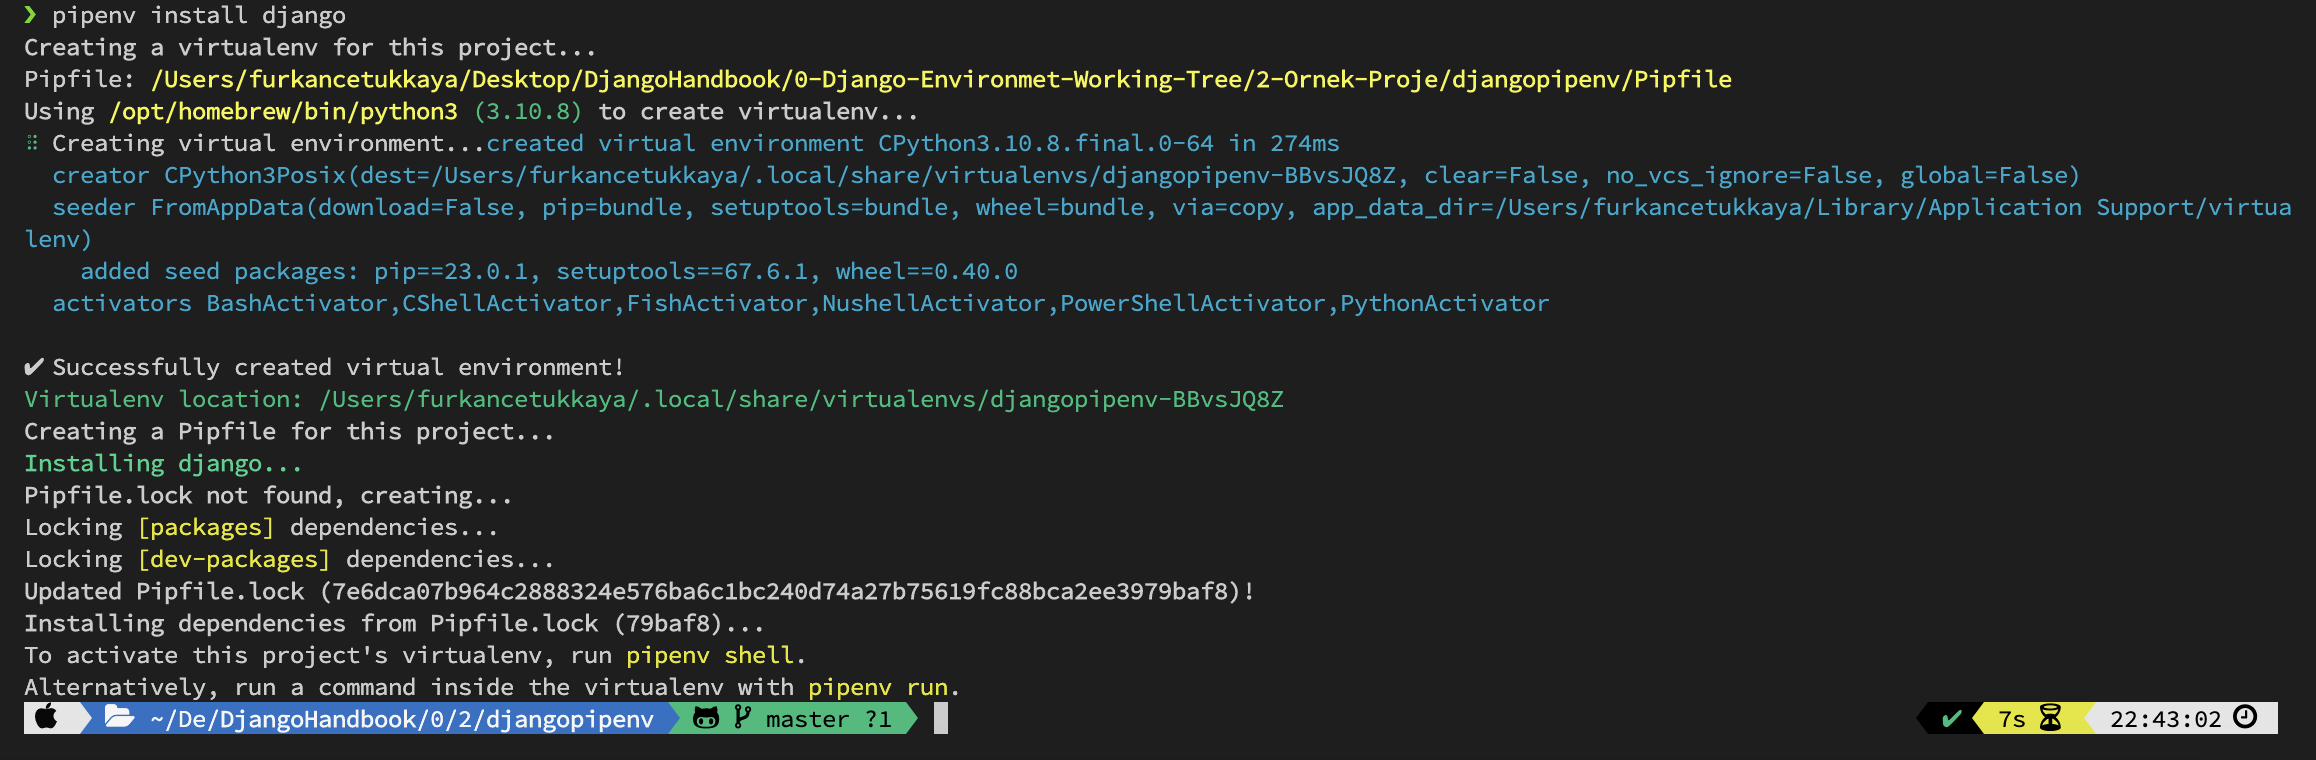 ❯ pipenv install django
Creating a virtualenv for this project...
Pipfile: /Users/furkancetukkaya/Desktop/DjangoHandbook/0-Django-Environmet-Working-Tree/2-Ornek-Proje/djangopipenv/Pipfile
Using /opt/homebrew/bin/python3 (3.10.8) to create virtualenv...
⠿ Creating virtual environment...created virtual environment CPython3.10.8.final.0-64 in 274ms
  creator CPython3Posix(dest=/Users/furkancetukkaya/.local/share/virtualenvs/djangopipenv-BBvsJQ8Z, clear=False, no_vcs_ignore=False, global=False)
  seeder FromAppData(download=False, pip=bundle, setuptools=bundle, wheel=bundle, via=copy, app_data_dir=/Users/furkancetukkaya/Library/Application Support/virtua
lenv)
    added seed packages: pip==23.0.1, setuptools==67.6.1, wheel==0.40.0
  activators BashActivator,CShellActivator,FishActivator,NushellActivator,PowerShellActivator,PythonActivator
✔ Successfully created virtual environment!
Virtualenv location: /Users/furkancetukkaya/.local/share/virtualenvs/djangopipenv-BBvsJQ8Z
Creating a Pipfile for this project...
Installing django...
Pipfile.lock not found, creating...
Locking [packages] dependencies...
Locking [dev-packages] dependencies...
Updated Pipfile.lock (7e6dca07b964c2888324e576ba6c1bc240d74a27b75619fc88bca2ee3979baf8)!
Installing dependencies from Pipfile.lock (79baf8)...
To activate this project's virtualenv, run pipenv shell.
Alternatively, run a command inside the virtualenv with pipenv run.
~/De/DjangoHandbook/0/2/djangopipenv master ?1 ✔ 7s 22:43:02